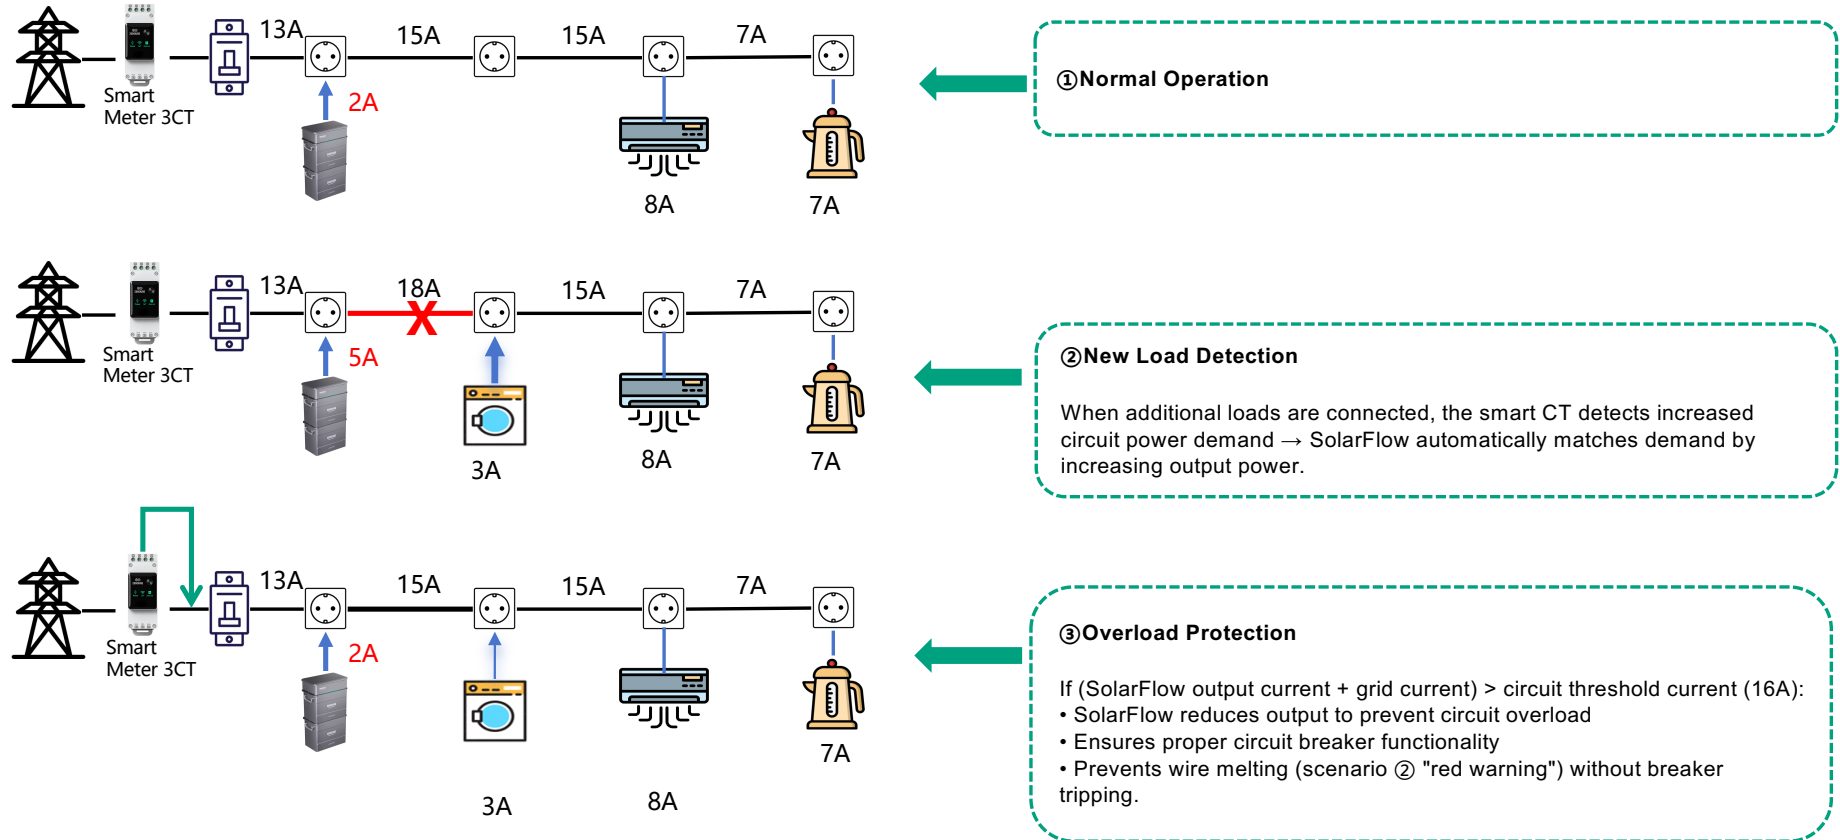 13A
15A
15A
7A
Smart
Meter 3CT
2A
8A
7A
①Normal Operation
13A
18A
X
15A
7A
Smart
Meter 3CT
5A
3A
8A
7A
②New Load Detection
When additional loads are connected, the smart CT detects increased
circuit power demand → SolarFlow automatically matches demand by
increasing output power.
13A
15A
15A
7A
Smart
Meter 3CT
2A
3A
8A
7A
③Overload Protection
If (SolarFlow output current + grid current) > circuit threshold current (16A):
• SolarFlow reduces output to prevent circuit overload
• Ensures proper circuit breaker functionality
• Prevents wire melting (scenario ② "red warning") without breaker
tripping.